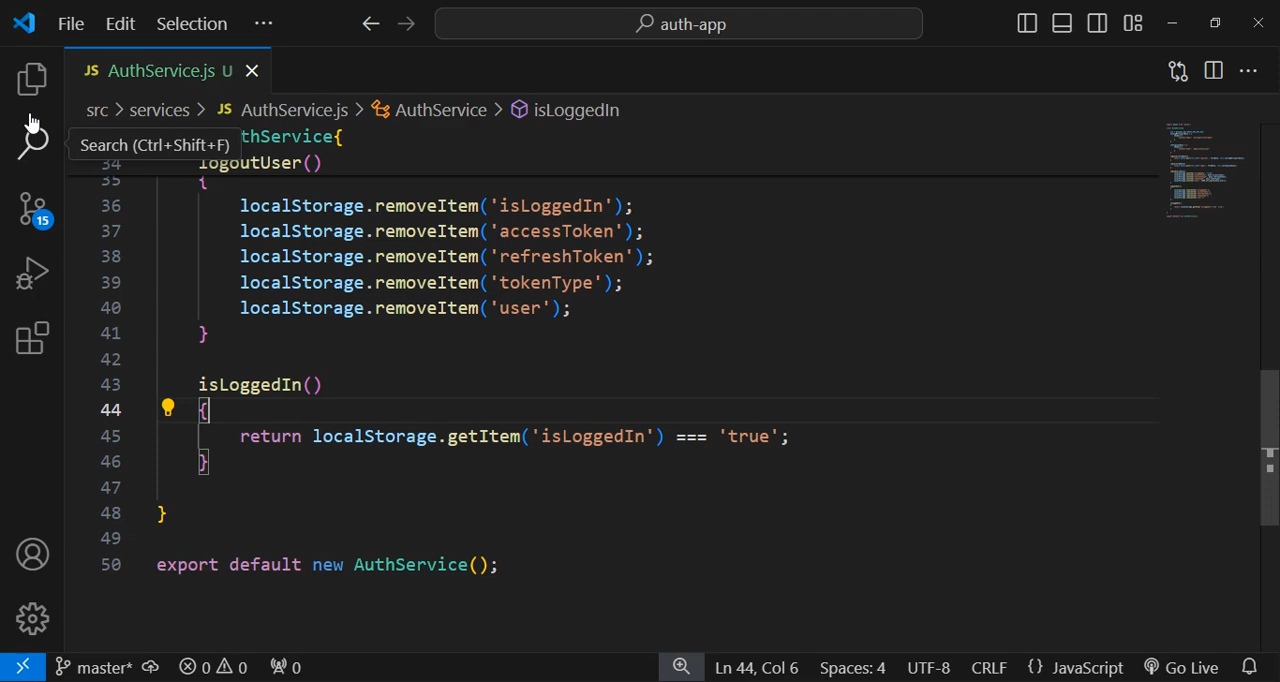 File Edit Selection ··· auth-app
JS AuthService.js U
src > services > JS AuthService.js > AuthService > isLoggedIn
Search (Ctrl+Shift+F)
thService{
34 logoutUser()
35 {
36 localStorage.removeItem('isLoggedIn');
37 localStorage.removeItem('accessToken');
38 localStorage.removeItem('refreshToken');
39 localStorage.removeItem('tokenType');
40 localStorage.removeItem('user');
41 }
42
43 isLoggedIn()
44 {
45 return localStorage.getItem('isLoggedIn') === 'true';
46 }
47
48 }
49
50 export default new AuthService();
15
master* 0 0 0 Ln 44, Col 6 Spaces: 4 UTF-8 CRLF {} JavaScript Go Live